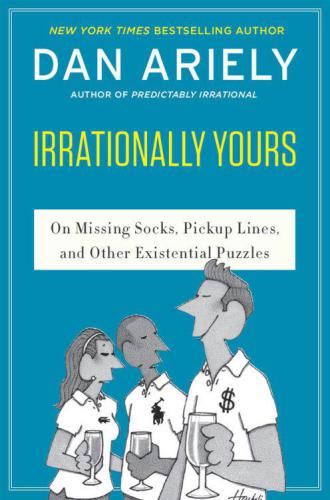 NEW YORK TIMES BESTSELLING AUTHOR
DAN ARIELY
AUTHOR OF PREDICTABLY IRRATIONAL
IRRATIONALLY YOURS
On Missing Socks, Pickup Lines,
and Other Existential Puzzles
$